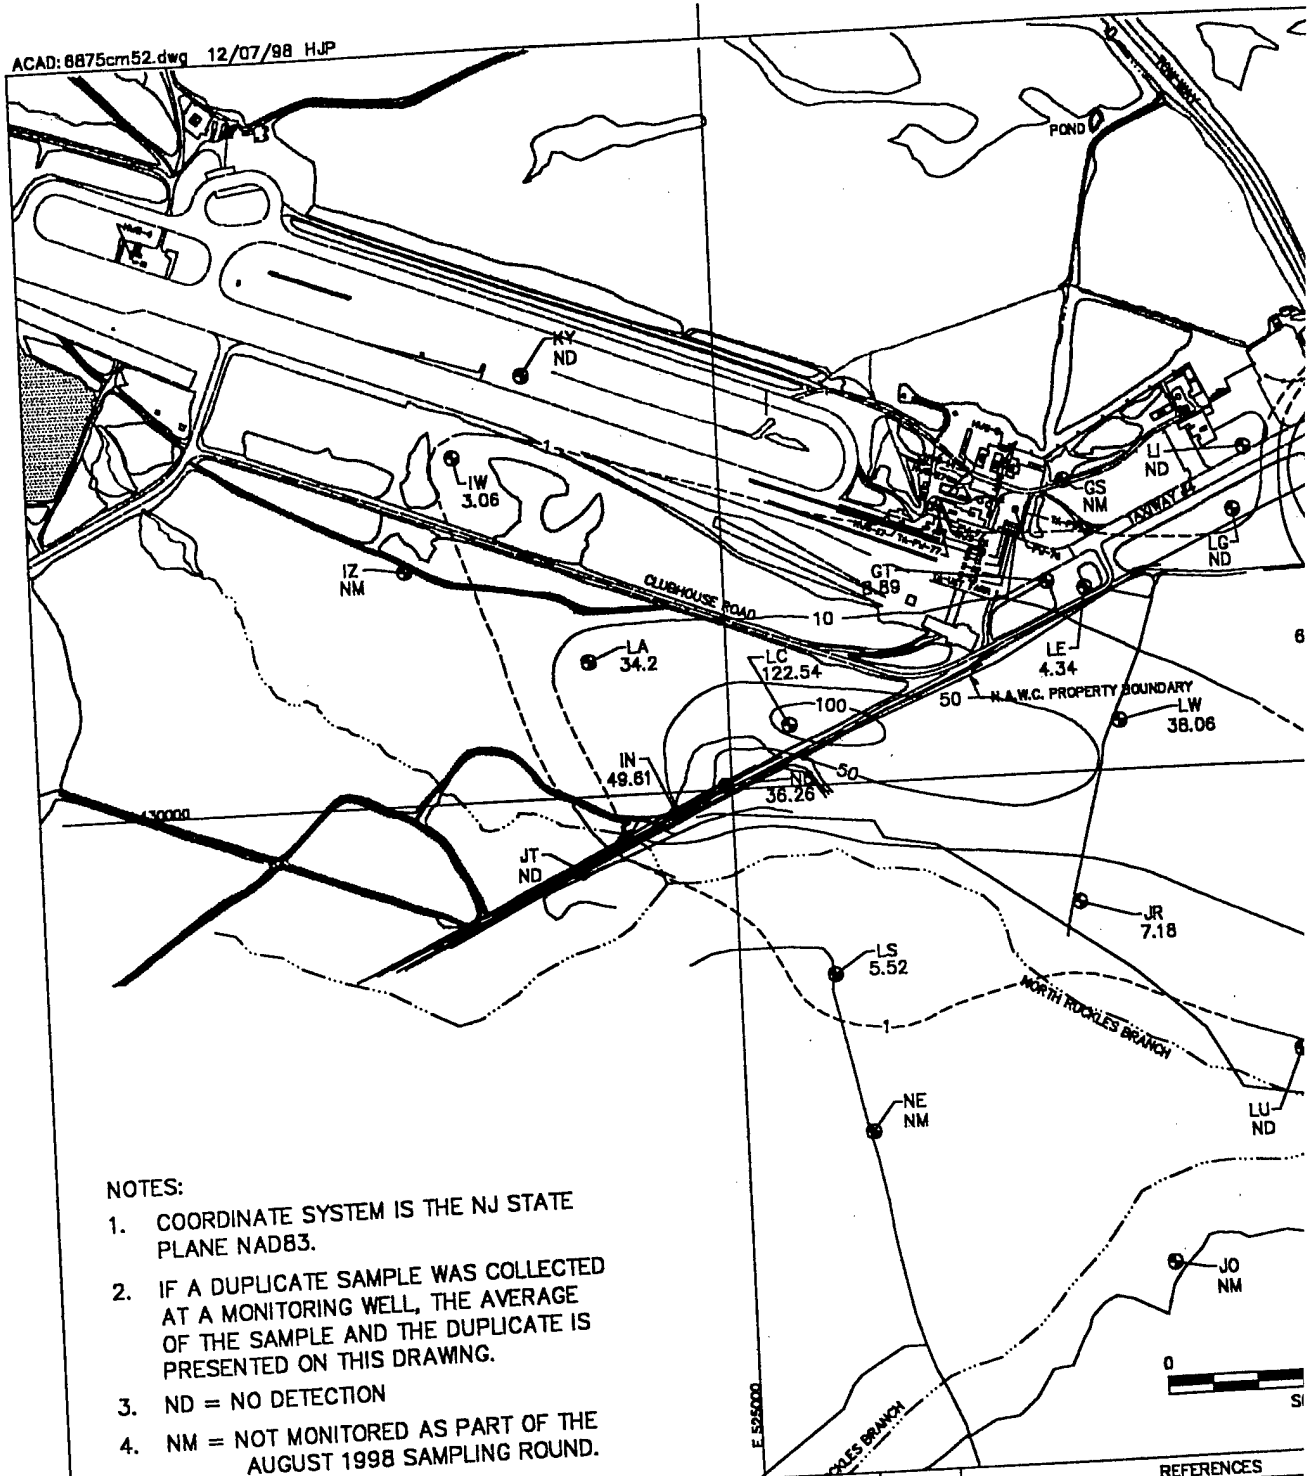 ACAD: 6875cm52.dwg 12/07/98 HJP
POND
KY
ND
1
IW
3.06
IZ
NM
LI
ND
GS
NM
TAXIWAY
LG
ND
GT
CLUBHOUSE ROAD
10
LA
34.2
LC
122.54
LE
4.34
6
50
N.A.W.C. PROPERTY BOUNDARY
LW
38.06
100
IN
49.61
50
36.26
JT
ND
JR
7.18
LS
5.52
NORTH RUCKLES BRANCH
1
NE
NM
LU
ND
JO
NM
0
E 525000
CKLES BRANCH
REFERENCES
NOTES:
1. COORDINATE SYSTEM IS THE NJ STATE
PLANE NAD83.
2. IF A DUPLICATE SAMPLE WAS COLLECTED
AT A MONITORING WELL, THE AVERAGE
OF THE SAMPLE AND THE DUPLICATE IS
PRESENTED ON THIS DRAWING.
3. ND = NO DETECTION
4. NM = NOT MONITORED AS PART OF THE
AUGUST 1998 SAMPLING ROUND.